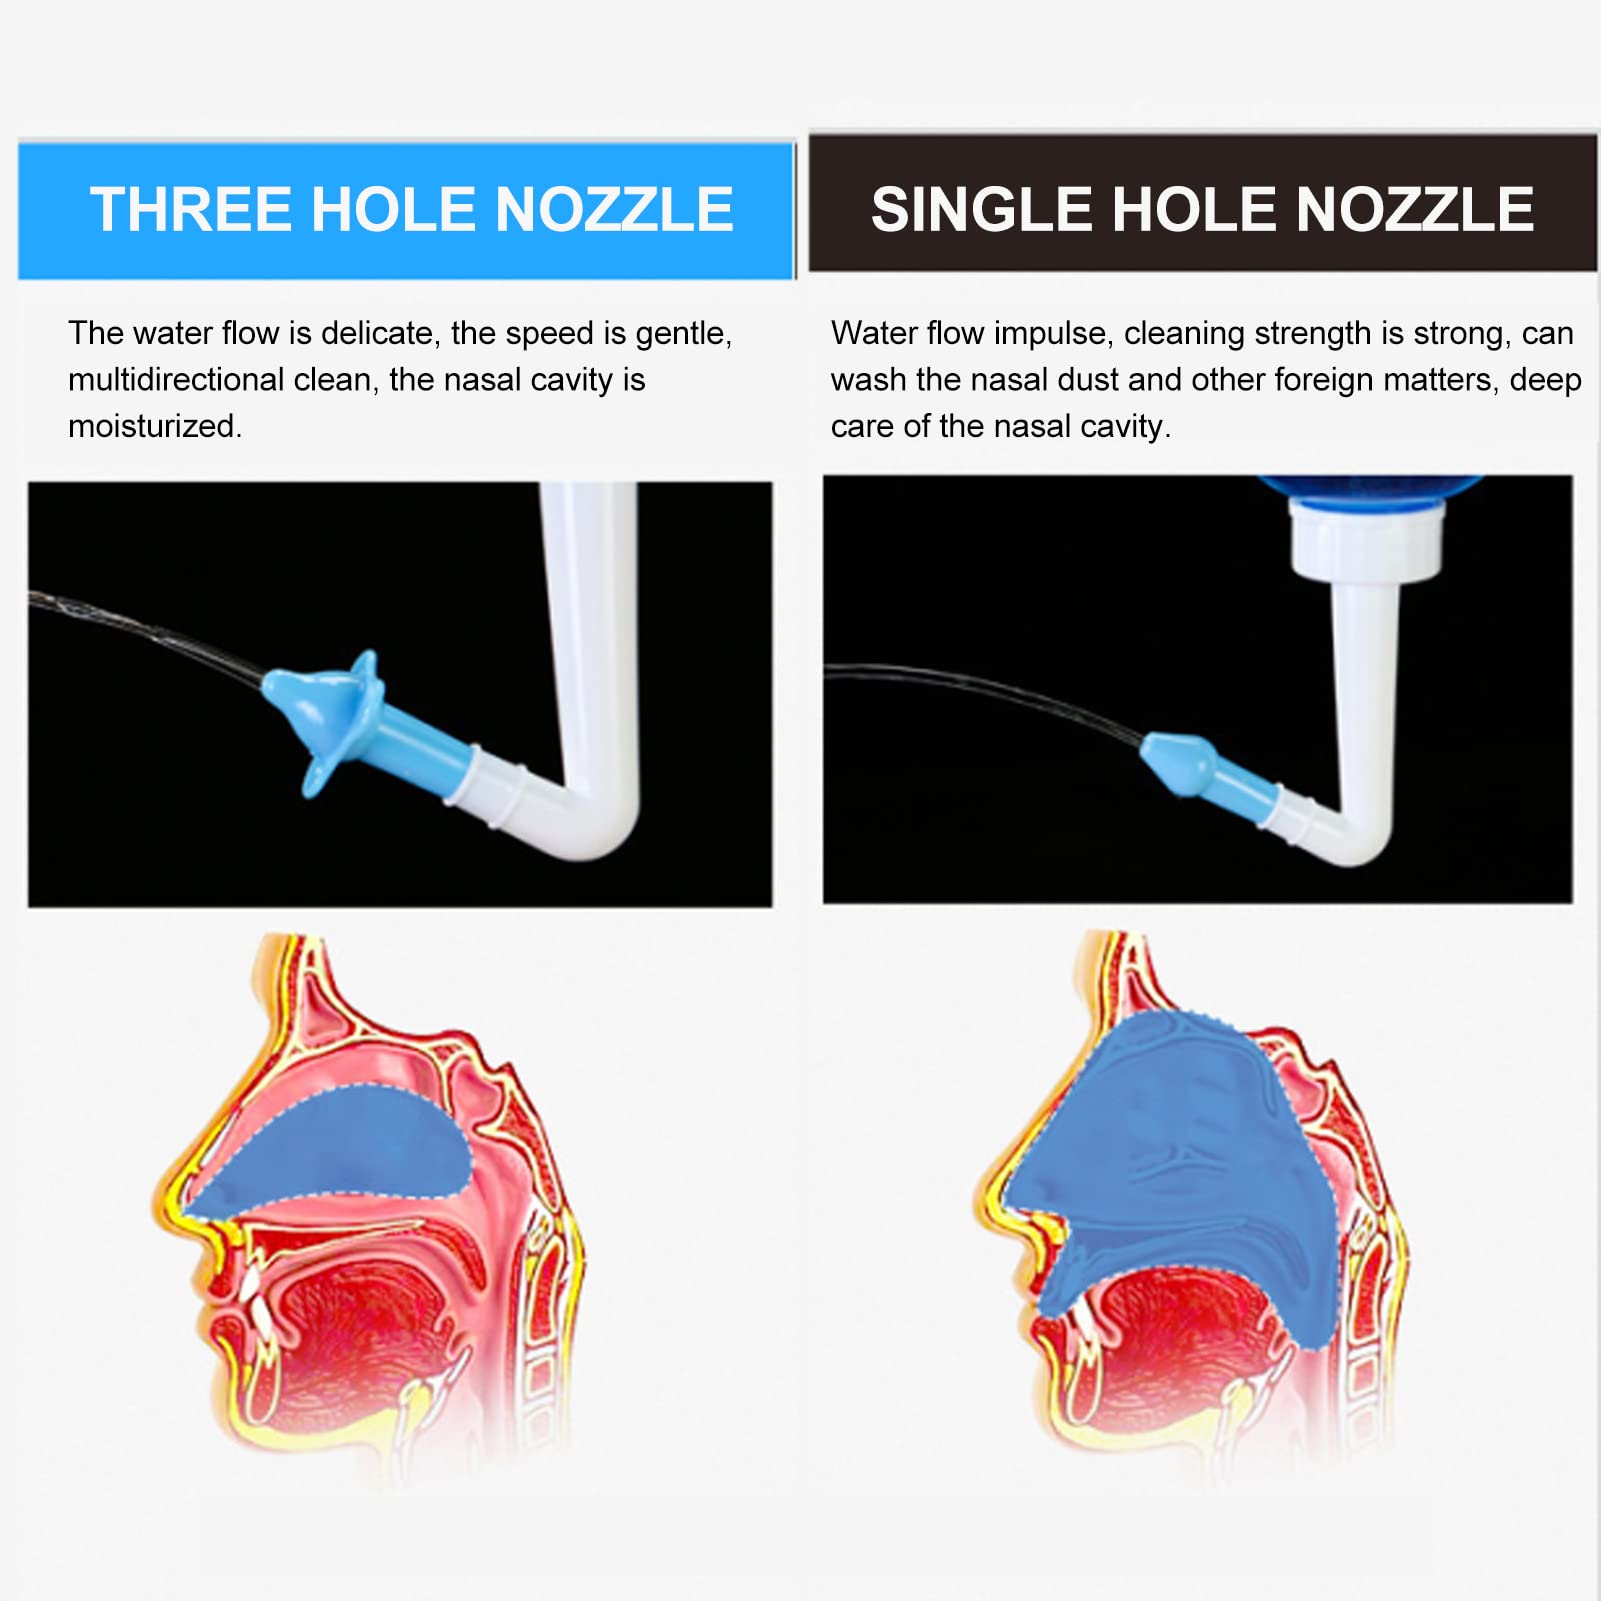 THREE HOLE NOZZLE
The water flow is delicate, the speed is gentle,
multidirectional clean, the nasal cavity is
moisturized.
SINGLE HOLE NOZZLE
Water flow impulse, cleaning strength is strong, can
wash the nasal dust and other foreign matters, deep
care of the nasal cavity.